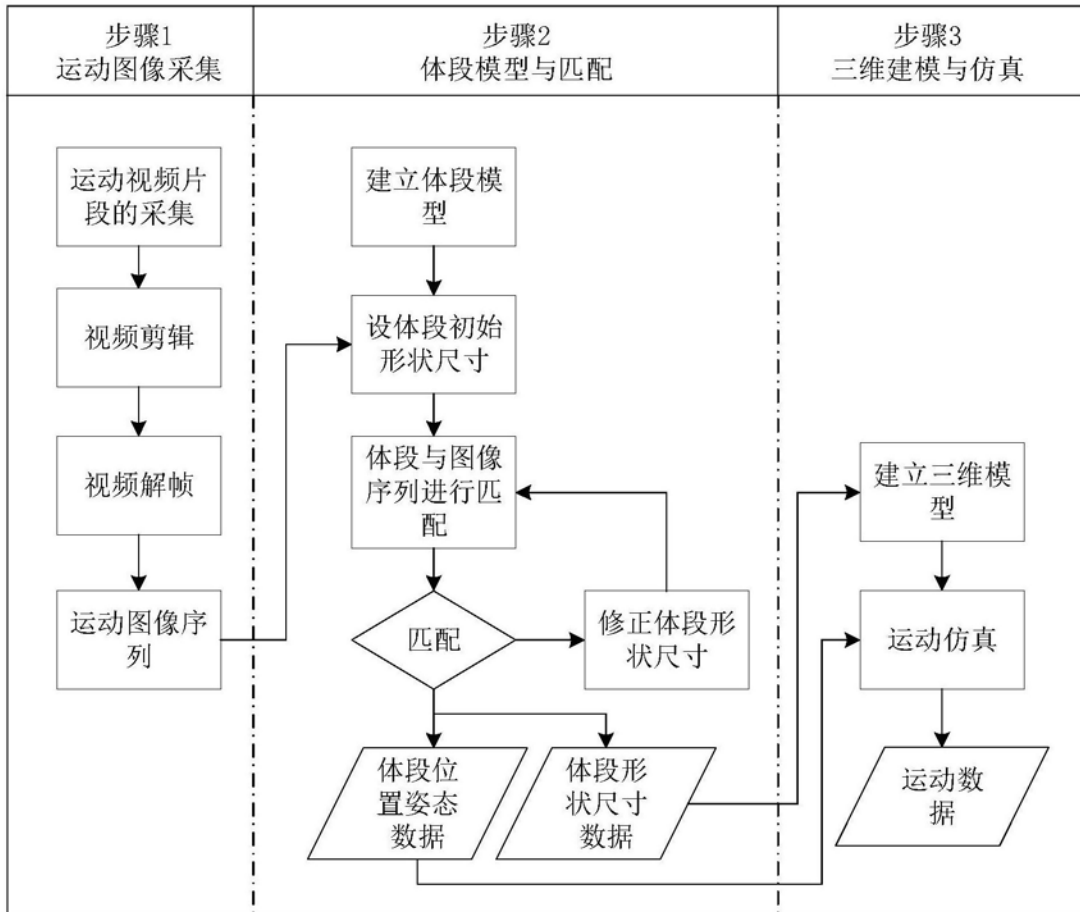 步骤1
运动图像采集
步骤2
体段模型与匹配
步骤3
三维建模与仿真
运动视频片
段的采集
视频剪辑
视频解帧
运动图像序
列
建立体段模
型
设体段初始
形状尺寸
体段与图像
序列进行匹
配
匹配
修正体段形
状尺寸
体段位
置姿态
数据
体段形
状尺寸
数据
建立三维模
型
运动仿真
运动数
据